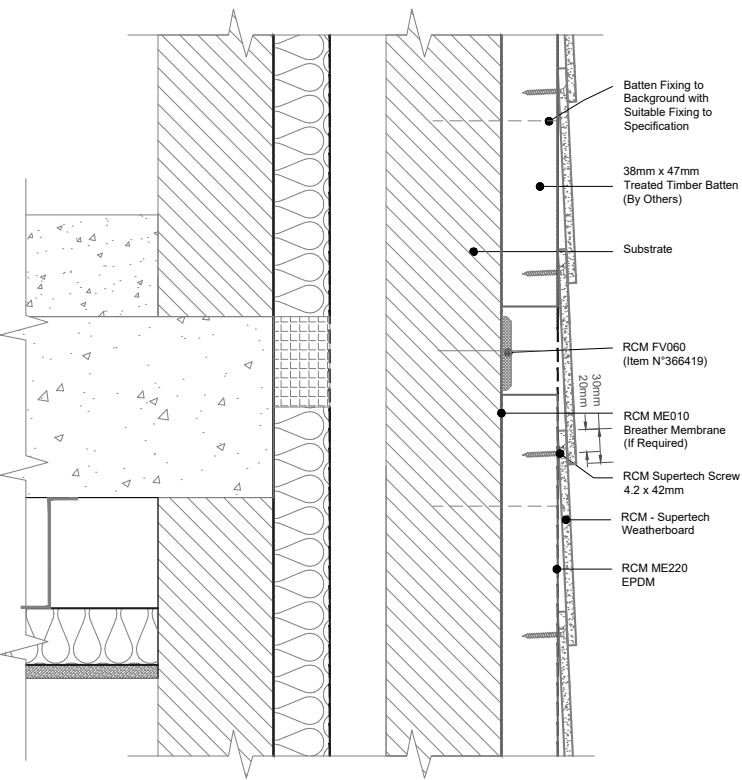 Batten Fixing to
Background with
Suitable Fixing to
Specification
38mm x 47mm
Treated Timber Batten
(By Others)
Substrate
RCM FV060
(Item N°366419)
30mm
20mm
RCM ME010
Breather Membrane
(If Required)
RCM Supertech Screw
4.2 x 42mm
RCM - Supertech
Weatherboard
RCM ME220
EPDM